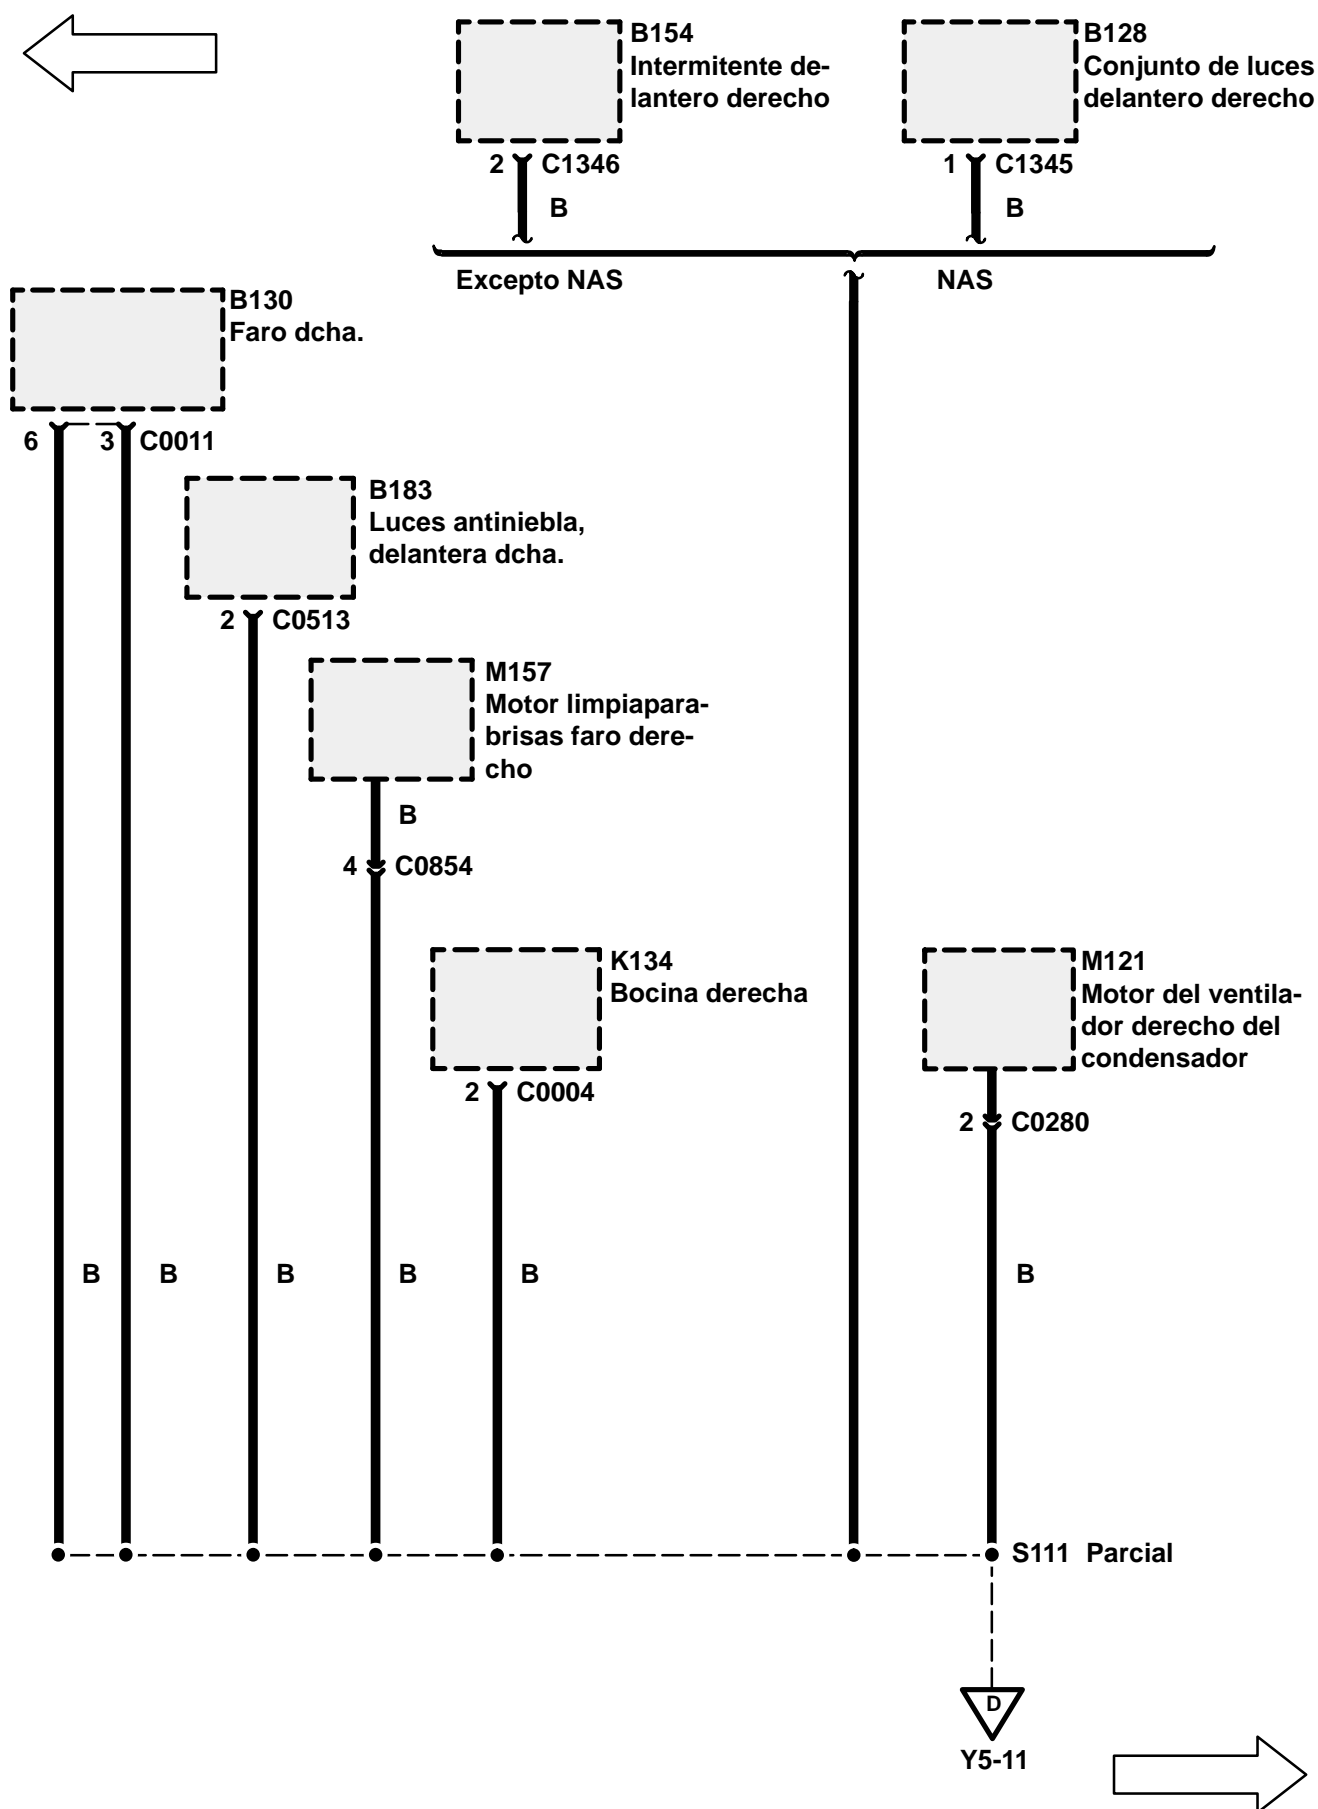 B154
Intermitente de-
lantero derecho
B128
Conjunto de luces
delantero derecho
2 C1346
1 C1345
B
B
Excepto NAS
NAS
B130
Faro dcha.
6 3 C0011
B183
Luces antiniebla,
delantera dcha.
2 C0513
M157
Motor limpiapara-
brisas faro dere-
cho
B
4 C0854
K134
Bocina derecha
M121
Motor del ventila-
dor derecho del
condensador
2 C0004
2 C0280
B B B B B B
S111 Parcial
D
Y5-11